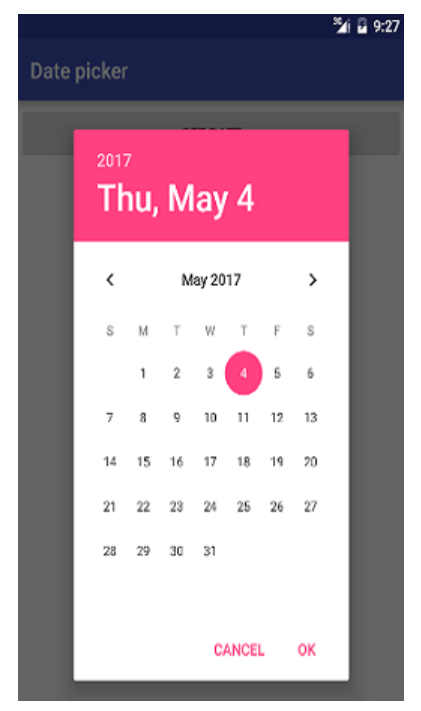 9:27
Date picker
2017
Thu, May 4
May 2017
S M T W T F S
1 2 3 4 5 6
7 8 9 10 11 12 13
14 15 16 17 18 19 20
21 22 23 24 25 26 27
28 29 30 31
CANCEL OK